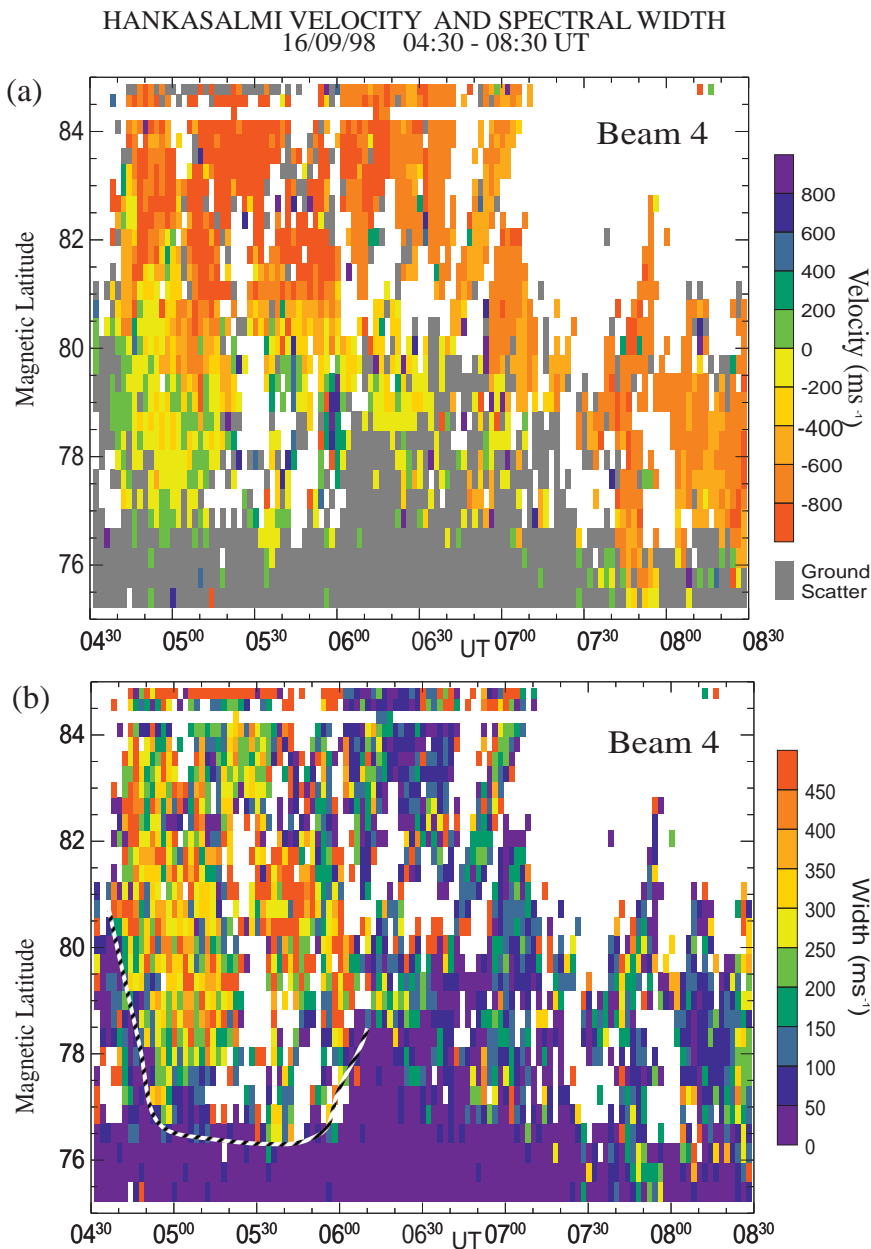 HANKASALMI VELOCITY AND SPECTRAL WIDTH
16/09/98 04:30 - 08:30 UT
(a)
Beam 4
Magnetic Latitude
84
82
80
78
76
04³⁰ 05⁰⁰ 05³⁰ 06⁰⁰ 06³⁰ 07⁰⁰ 07³⁰ 08⁰⁰ 08³⁰
UT
800
600
400
200
0
-200
-400
-600
-800
Velocity (ms⁻¹)
Ground
Scatter
(b)
Beam 4
Magnetic Latitude
84
82
80
78
76
04³⁰ 05⁰⁰ 05³⁰ 06⁰⁰ 06³⁰ 07⁰⁰ 07³⁰ 08⁰⁰ 08³⁰
UT
450
400
350
300
250
200
150
100
50
0
Width (ms⁻¹)